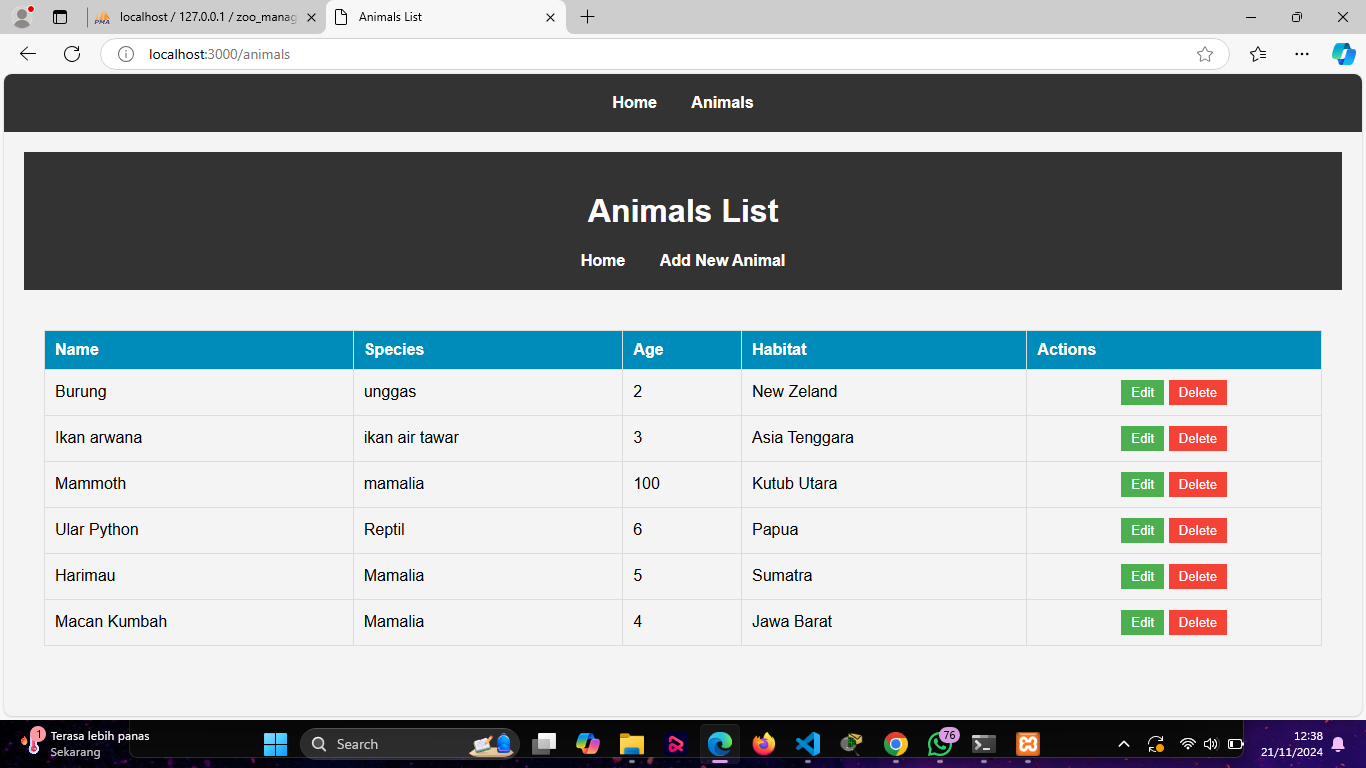 localhost / 127.0.0.1 / zoo_manag
Animals List
localhost:3000/animals
Home Animals
Animals List
Home Add New Animal
Name Species Age Habitat Actions
Burung unggas 2 New Zeland Edit Delete
Ikan arwana ikan air tawar 3 Asia Tenggara Edit Delete
Mammoth mamalia 100 Kutub Utara Edit Delete
Ular Python Reptil 6 Papua Edit Delete
Harimau Mamalia 5 Sumatra Edit Delete
Macan Kumbah Mamalia 4 Jawa Barat Edit Delete
1
Terasa lebih panas
Sekarang
Search
76
12:38
21/11/2024